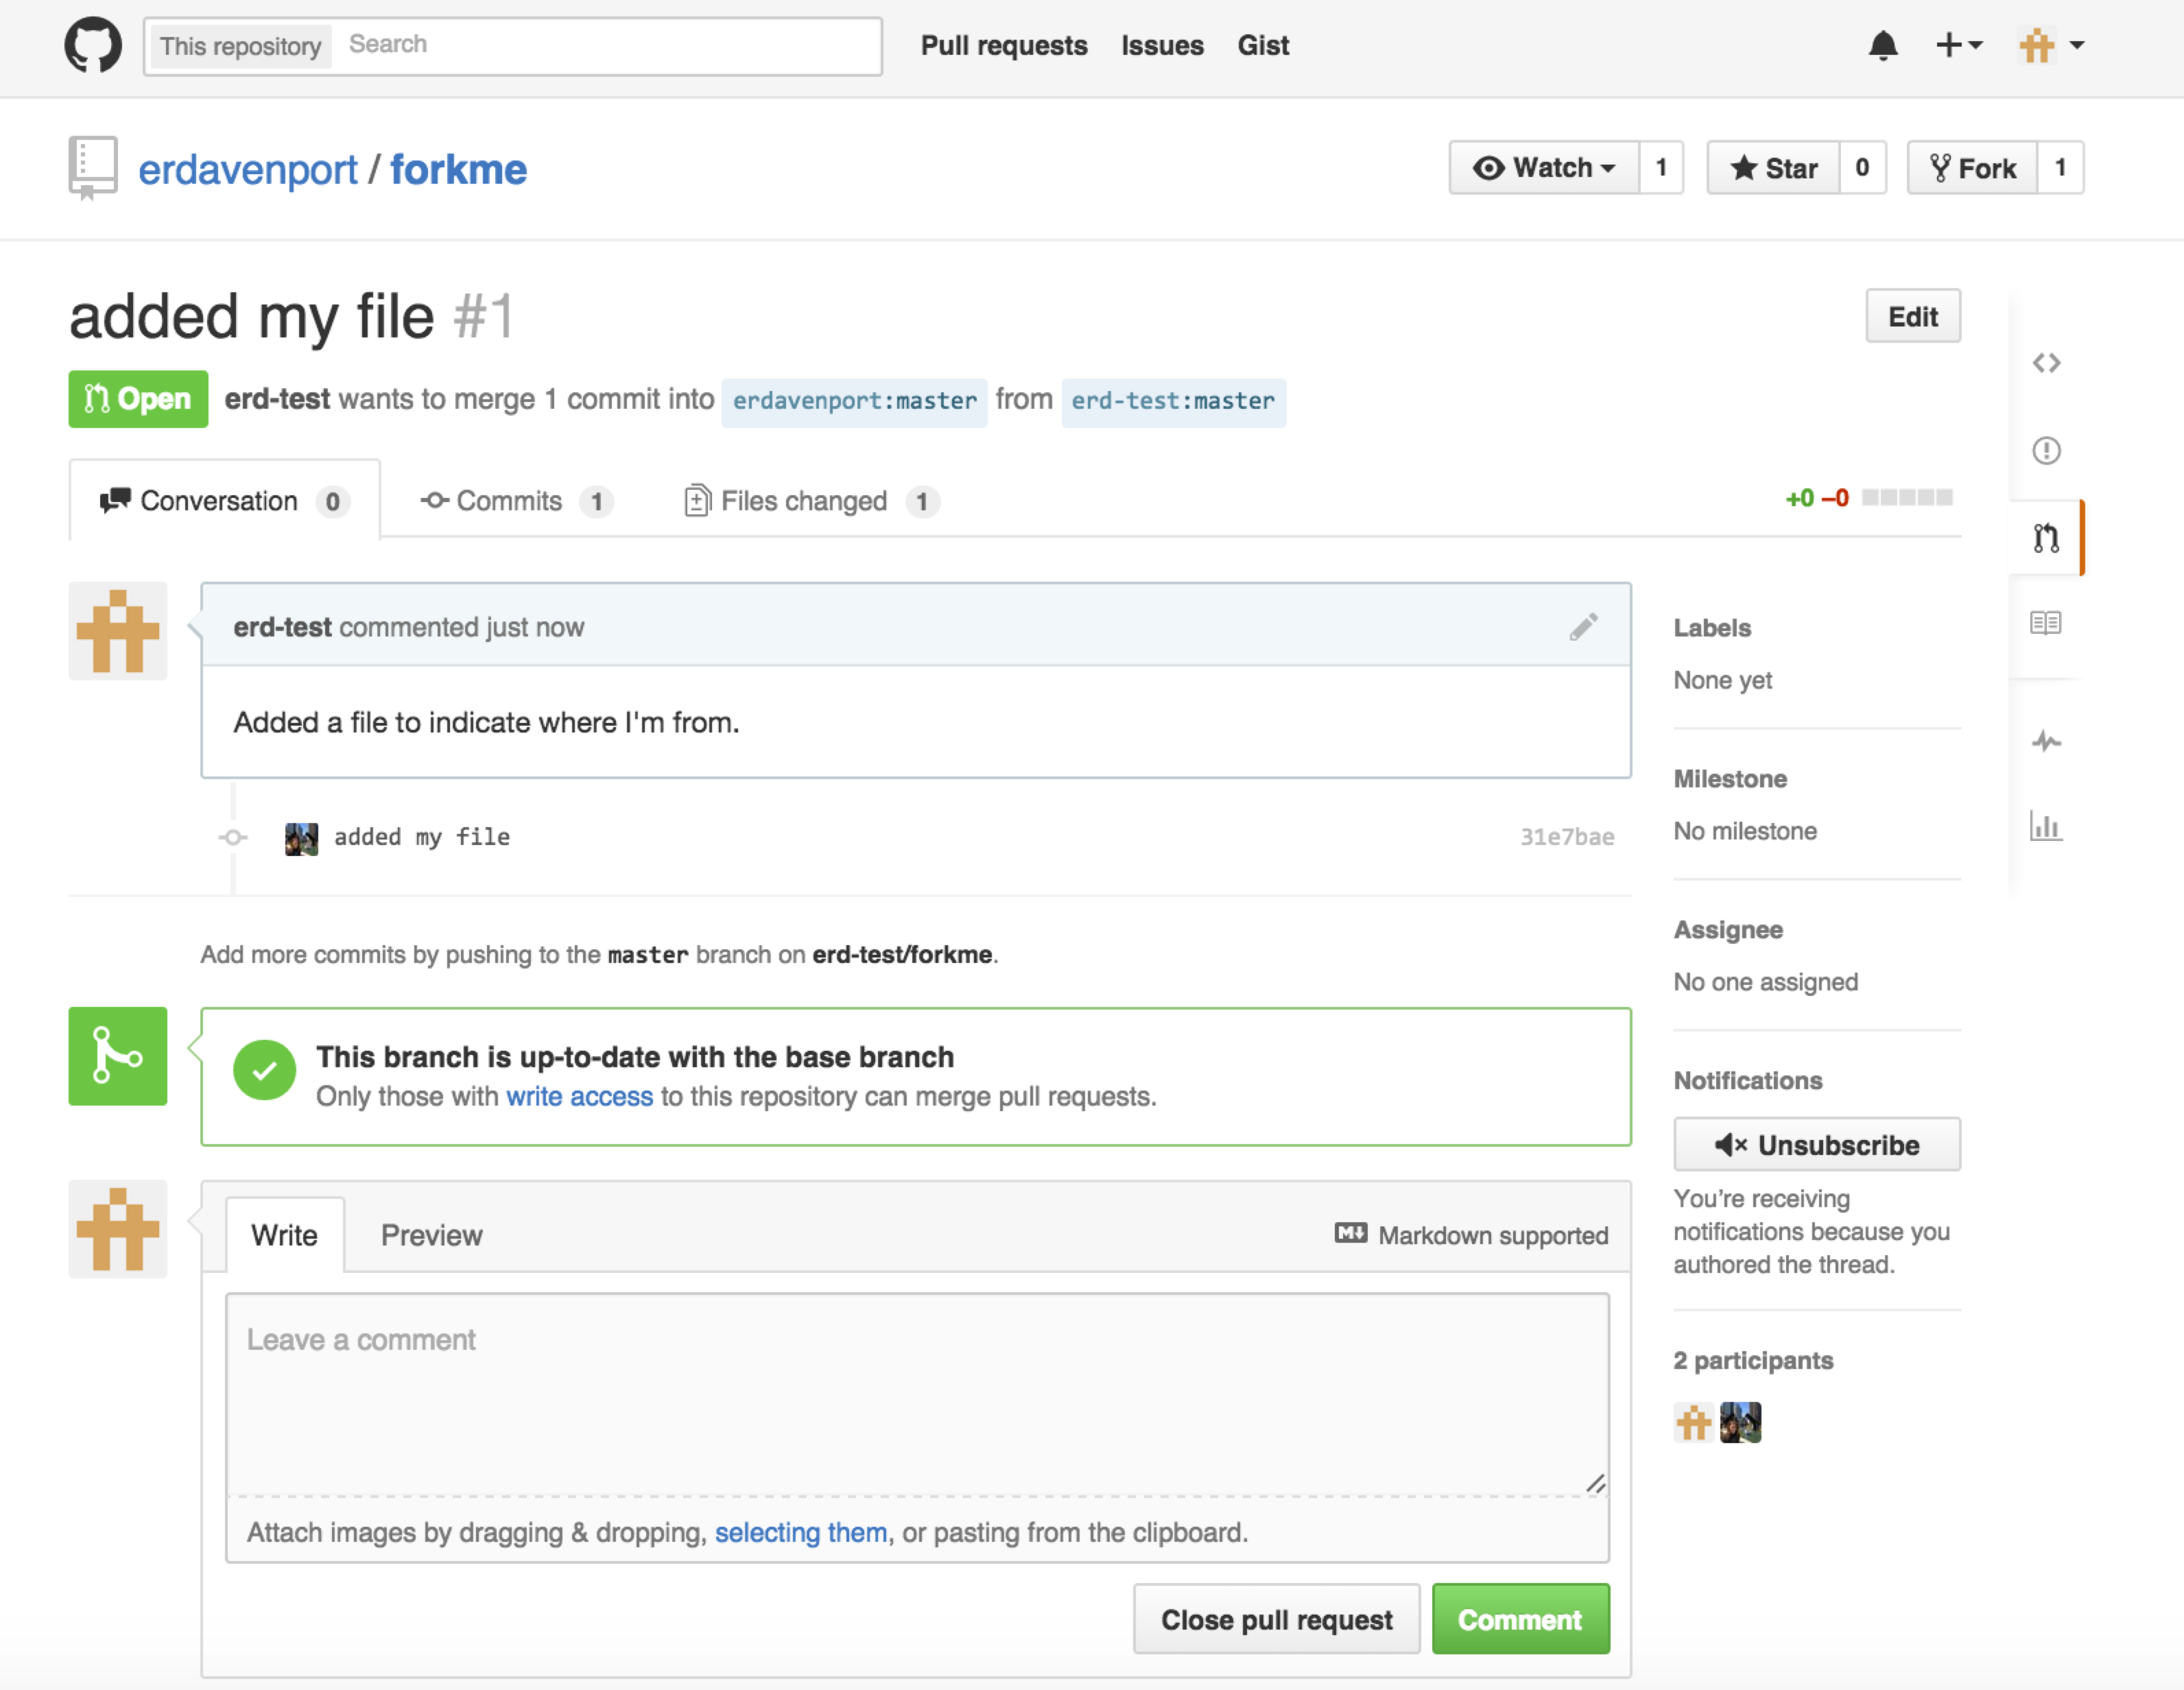 This repository Search Pull requests Issues Gist
erdavenport / forkme Watch 1 Star 0 Fork 1
added my file #1 Edit
Open erd-test wants to merge 1 commit into erdavenport:master from erd-test:master
Conversation 0 Commits 1 Files changed 1 +0 −0
erd-test commented just now
Added a file to indicate where I'm from.
added my file 31e7bae
Add more commits by pushing to the master branch on erd-test/forkme.
This branch is up-to-date with the base branch
Only those with write access to this repository can merge pull requests.
Write Preview Markdown supported
Leave a comment
Attach images by dragging & dropping, selecting them, or pasting from the clipboard.
Close pull request Comment
Labels
None yet
Milestone
No milestone
Assignee
No one assigned
Notifications
Unsubscribe
You’re receiving
notifications because you
authored the thread.
2 participants